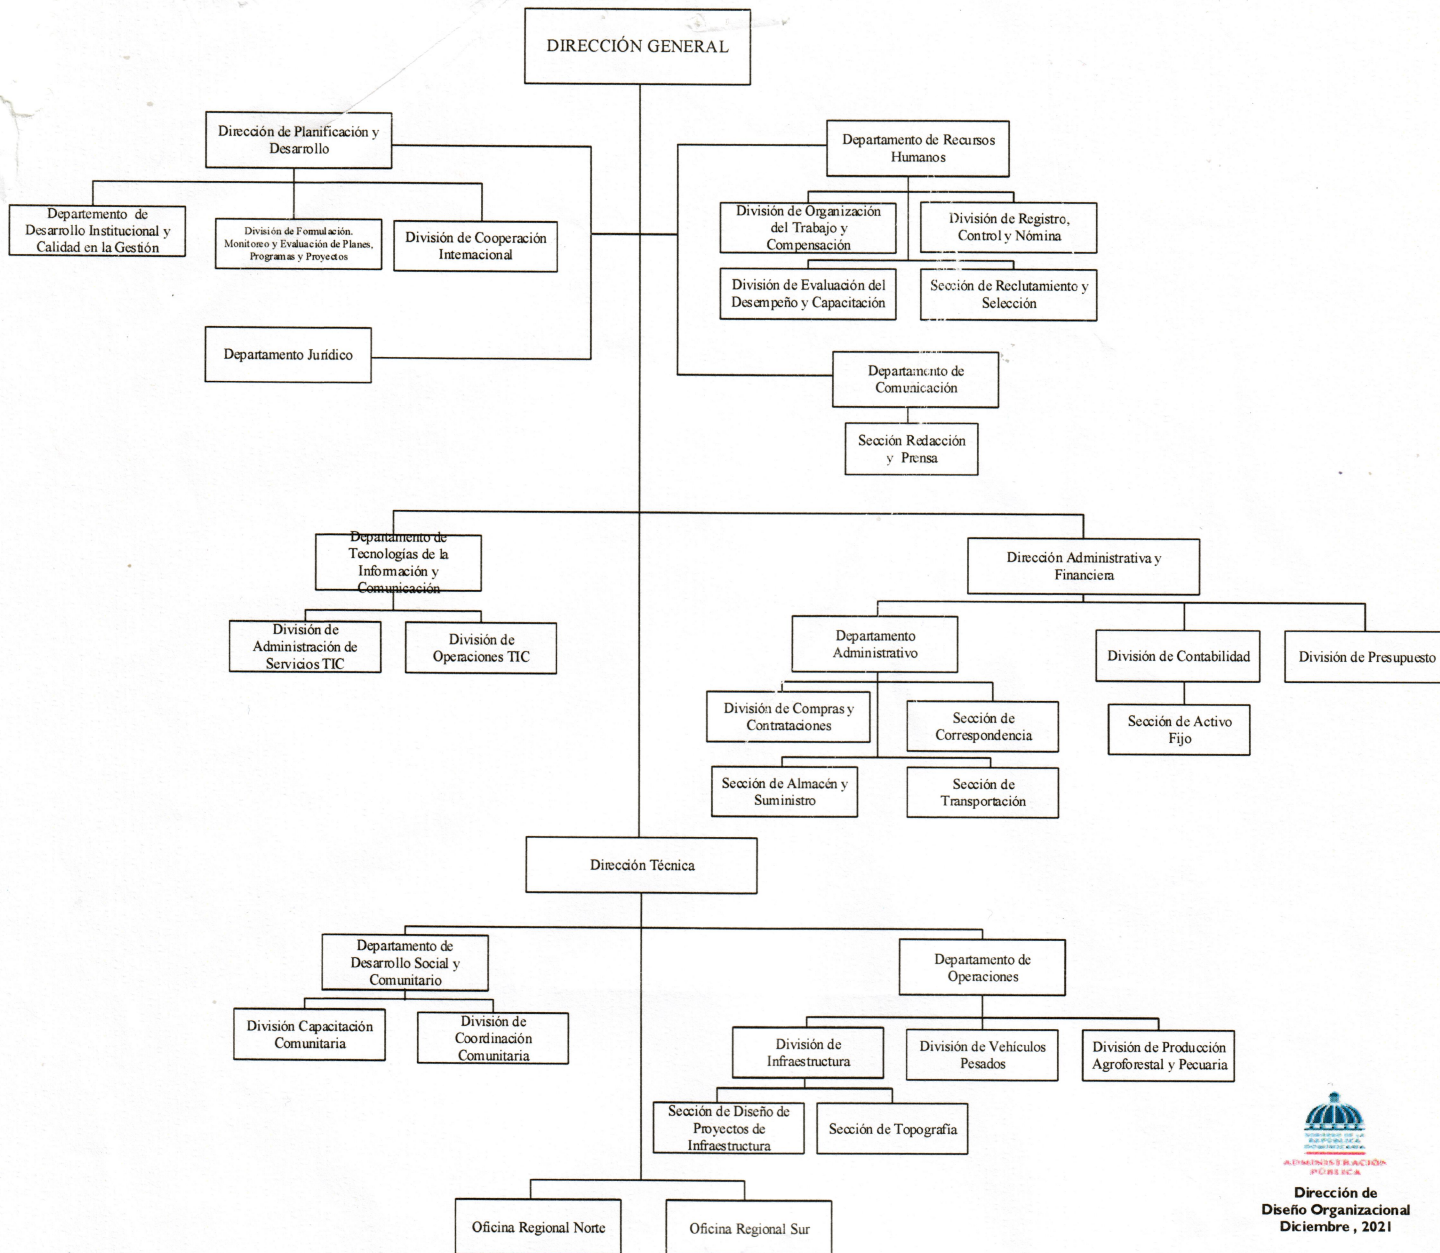 DIRECCIÓN GENERAL
Dirección de Planificación y
Desarrollo
Departemento de
Desarrollo Institucional y
Calidad en la Gestión
División de Formulación.
Monitoreo y Evaluación de Planes,
Programas y Proyectos
División de Cooperación
Internacional
Departamento Jurídico
Departamento de Recursos
Humanos
División de Organización
del Trabajo y
Compensación
División de Registro,
Control y Nómina
División de Evaluación del
Desempeño y Capacitación
Sección de Reclutamiento y
Selección
Departamento de
Comunicación
Sección Redacción
y Prensa
Departamento de
Tecnologías de la
Información y
Comunicación
División de
Administración de
Servicios TIC
División de
Operaciones TIC
Dirección Administrativa y
Financiera
Departamento
Administrativo
División de Contabilidad
División de Presupuesto
División de Compras y
Contrataciones
Sección de
Correspondencia
Sección de Activo
Fijo
Sección de Almacén y
Suministro
Sección de
Transportación
Dirección Técnica
Departamento de
Desarrollo Social y
Comunitario
División Capacitación
Comunitaria
División de
Coordinación
Comunitaria
Departamento de
Operaciones
División de
Infraestructura
División de Vehículos
Pesados
División de Producción
Agroforestal y Pecuaria
Sección de Diseño de
Proyectos de
Infraestructura
Sección de Topografía
Oficina Regional Norte
Oficina Regional Sur
GOBIERNO DE LA
REPÚBLICA
DOMINICANA
ADMINISTRACIÓN
PÚBLICA
Dirección de
Diseño Organizacional
Diciembre , 2021